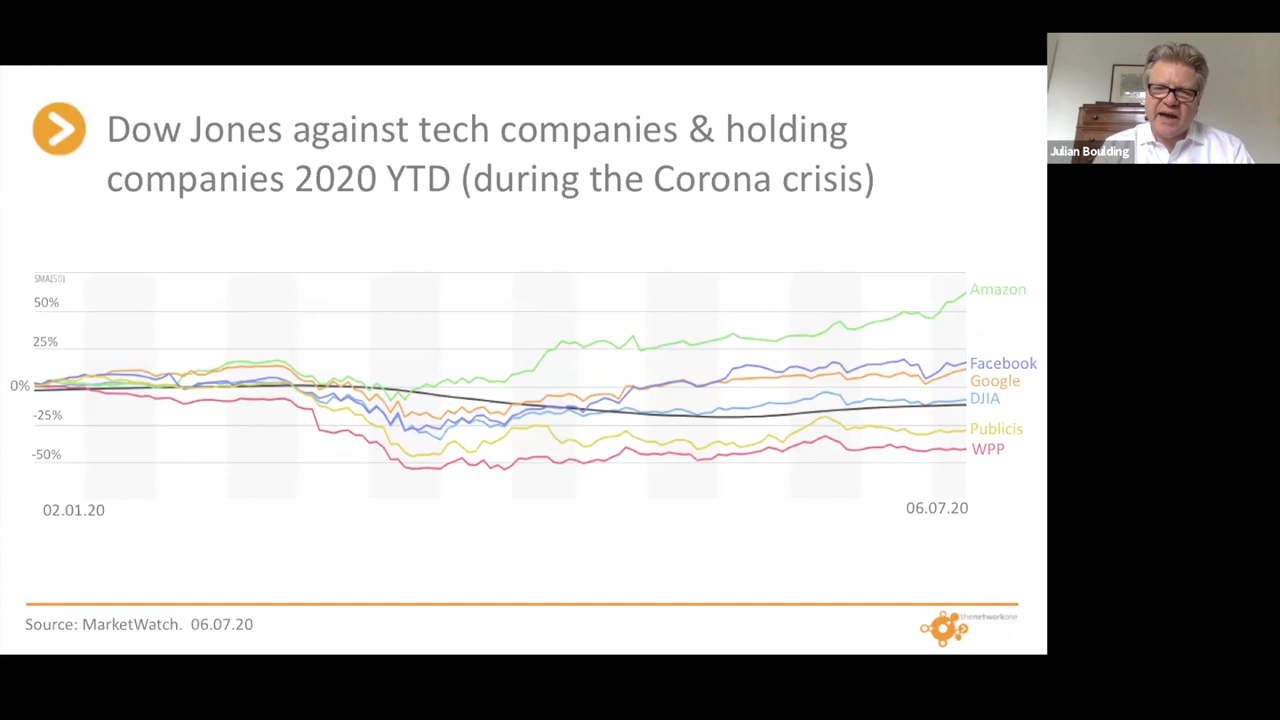 Dow Jones against tech companies & holding
companies 2020 YTD (during the Corona crisis)
Julian Boulding
SMA(50)
50%
25%
0%
-25%
-50%
Amazon
Facebook
Google
DJIA
Publicis
WPP
02.01.20
06.07.20
Source: MarketWatch. 06.07.20
thenetworkone